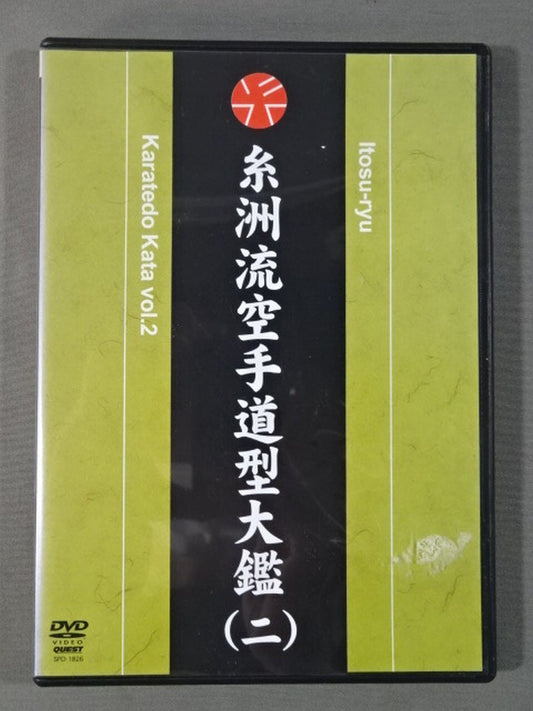 Itosu-ryu
糸洲流空手道型大鑑(二)
Karatedo Kata vol.2
DVD
VIDEO
QUEST
SPD-1826